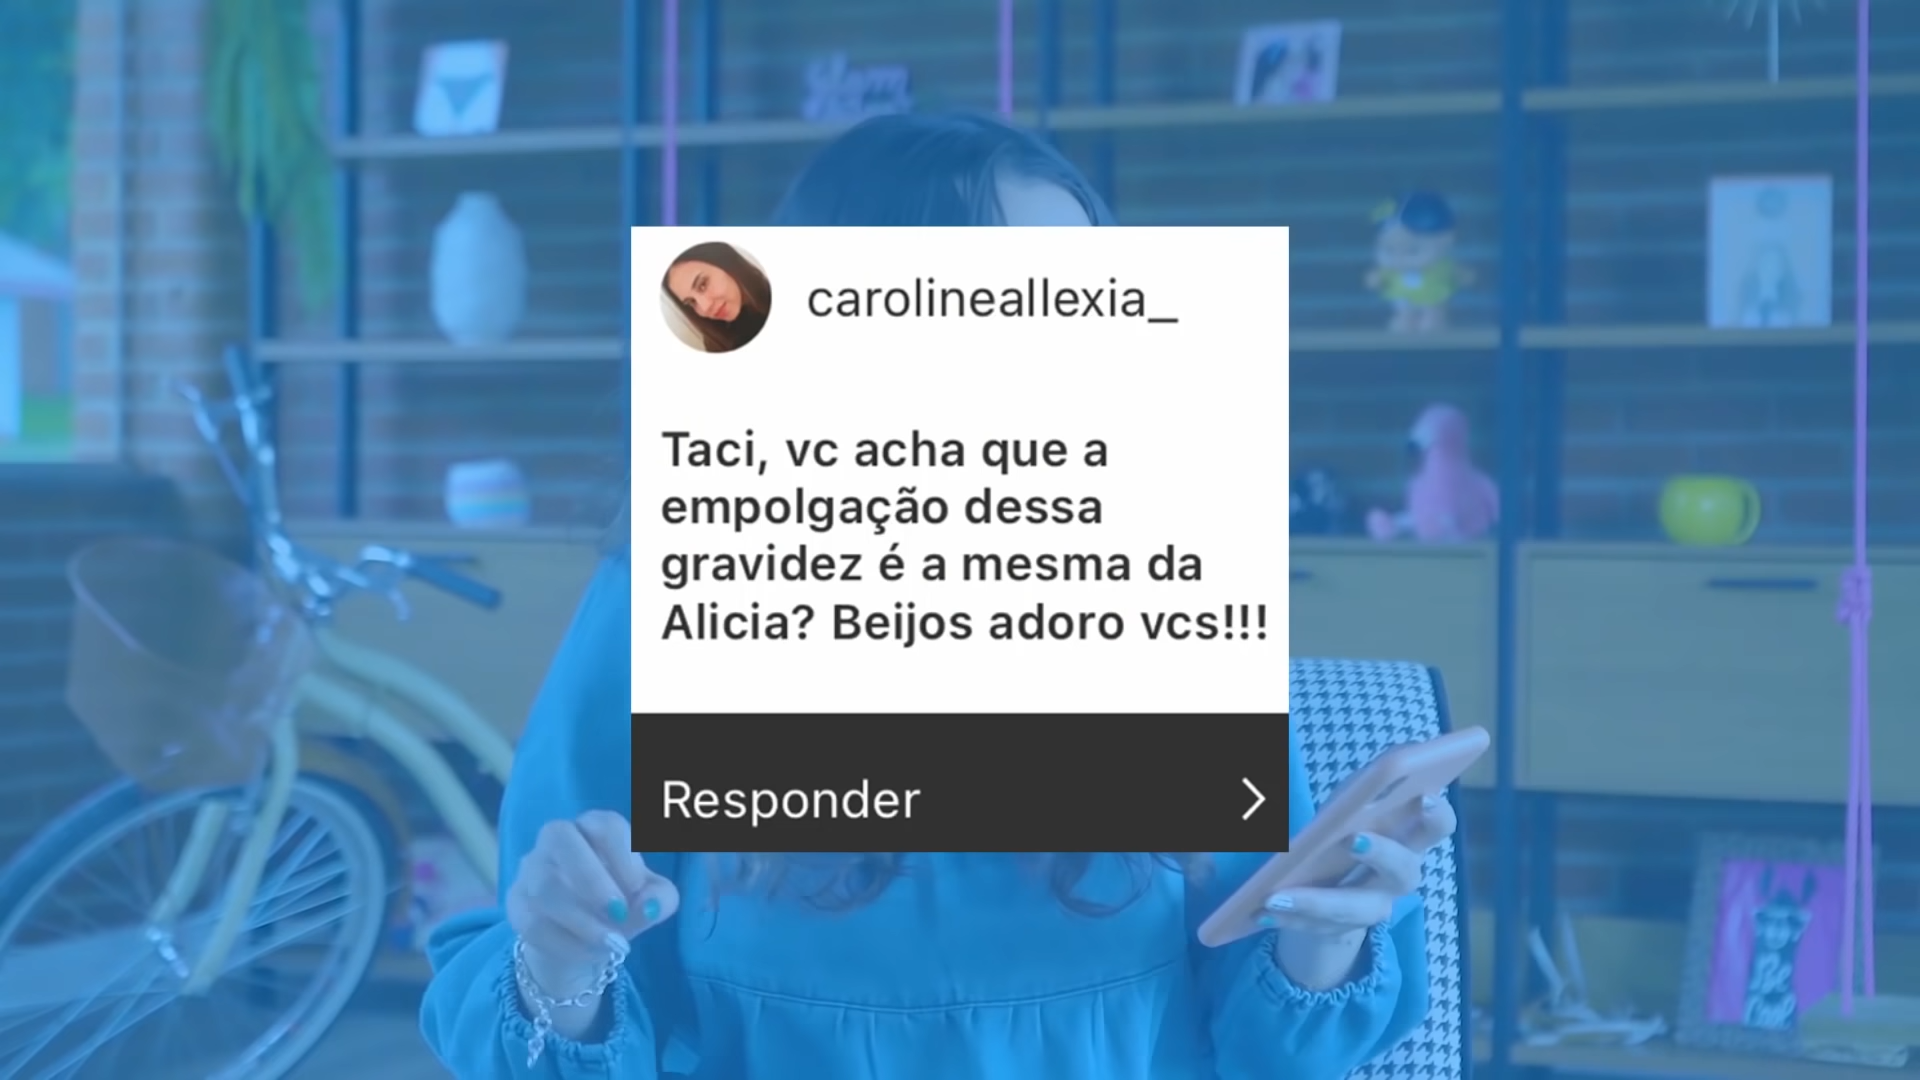 carolineallexia_
Taci, vc acha que a
empolgação dessa
gravidez é a mesma da
Alicia? Beijos adoro vcs!!!
Responder